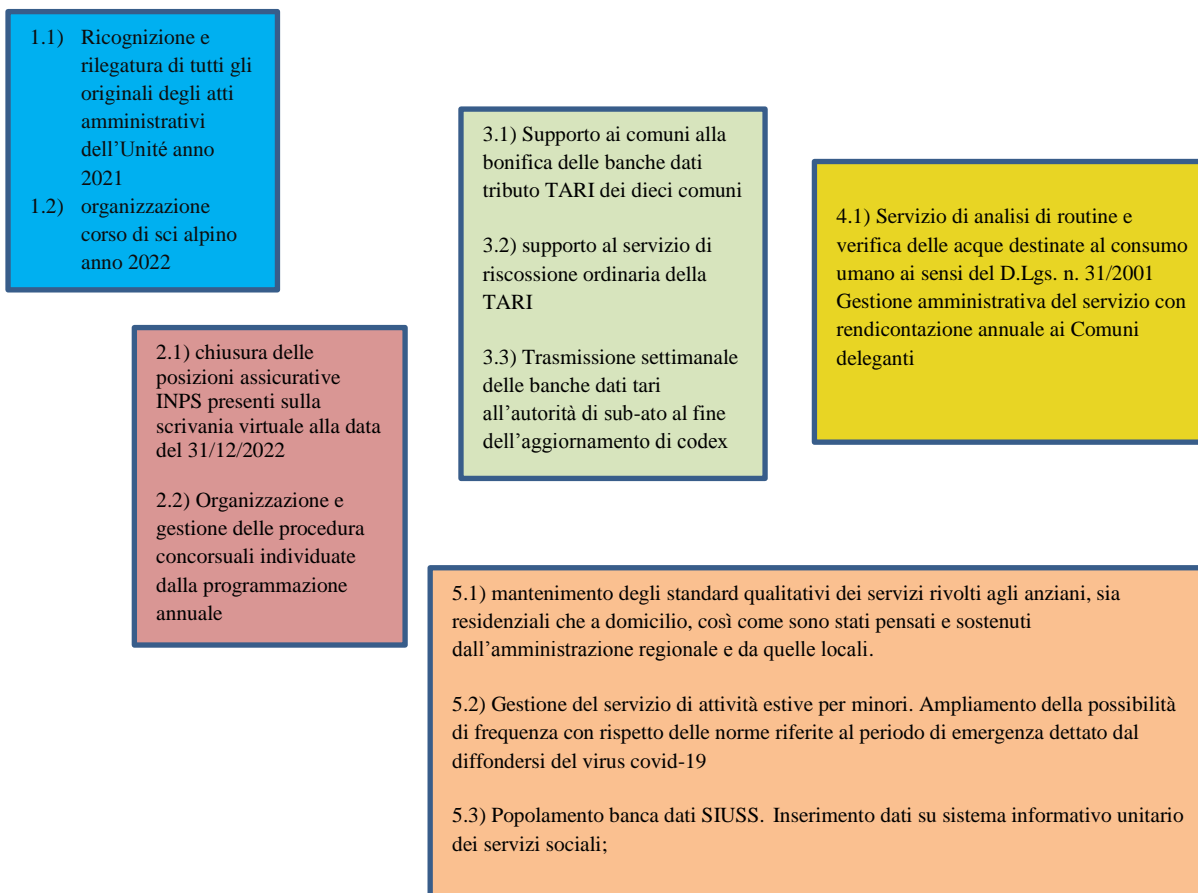 1.1) Ricognizione e
rilegatura di tutti gli
originali degli atti
amministrativi
dell’Unité anno
2021
1.2) organizzazione
corso di sci alpino
anno 2022
2.1) chiusura delle
posizioni assicurative
INPS presenti sulla
scrivania virtuale alla data
del 31/12/2022
2.2) Organizzazione e
gestione delle procedura
concorsuali individuate
dalla programmazione
annuale
3.1) Supporto ai comuni alla
bonifica delle banche dati
tributo TARI dei dieci comuni
3.2) supporto al servizio di
riscossione ordinaria della
TARI
3.3) Trasmissione settimanale
delle banche dati tari
all’autorità di sub-ato al fine
dell’aggiornamento di codex
4.1) Servizio di analisi di routine e
verifica delle acque destinate al consumo
umano ai sensi del D.Lgs. n. 31/2001
Gestione amministrativa del servizio con
rendicontazione annuale ai Comuni
deleganti
5.1) mantenimento degli standard qualitativi dei servizi rivolti agli anziani, sia
residenziali che a domicilio, così come sono stati pensati e sostenuti
dall’amministrazione regionale e da quelle locali.
5.2) Gestione del servizio di attività estive per minori. Ampliamento della possibilità
di frequenza con rispetto delle norme riferite al periodo di emergenza dettato dal
diffondersi del virus covid-19
5.3) Popolamento banca dati SIUSS. Inserimento dati su sistema informativo unitario
dei servizi sociali;